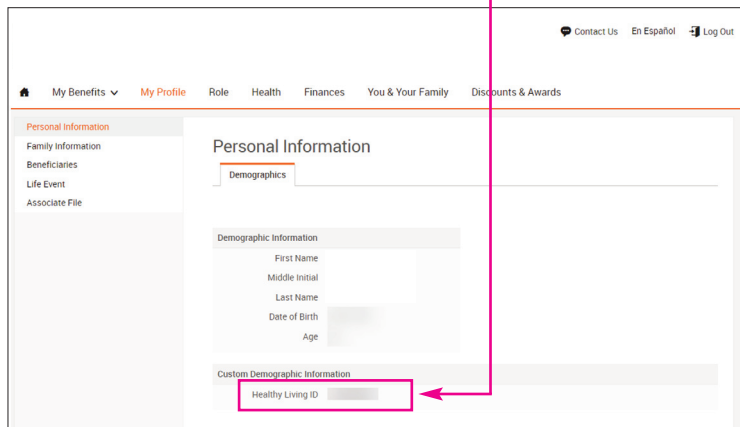 Contact Us En Español Log Out
My Benefits My Profile Role Health Finances You & Your Family Discounts & Awards
Personal Information
Family Information
Beneficiaries
Life Event
Associate File
Personal Information
Demographics
Demographic Information
First Name
Middle Initial
Last Name
Date of Birth
Age
Custom Demographic Information
Healthy Living ID